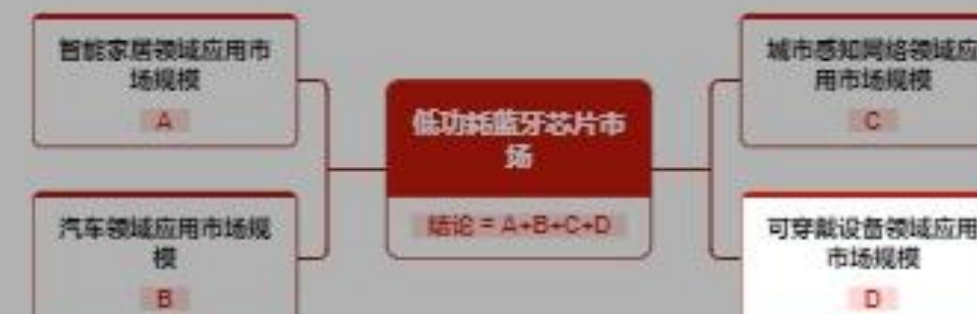 智能家居领域应用市
场规模
A
汽车领域应用市场规
模
B
低功耗蓝牙芯片市
场
结论 = A+B+C+D
城市感知网络领域应
用市场规模
C
可穿戴设备领域应用
市场规模
D